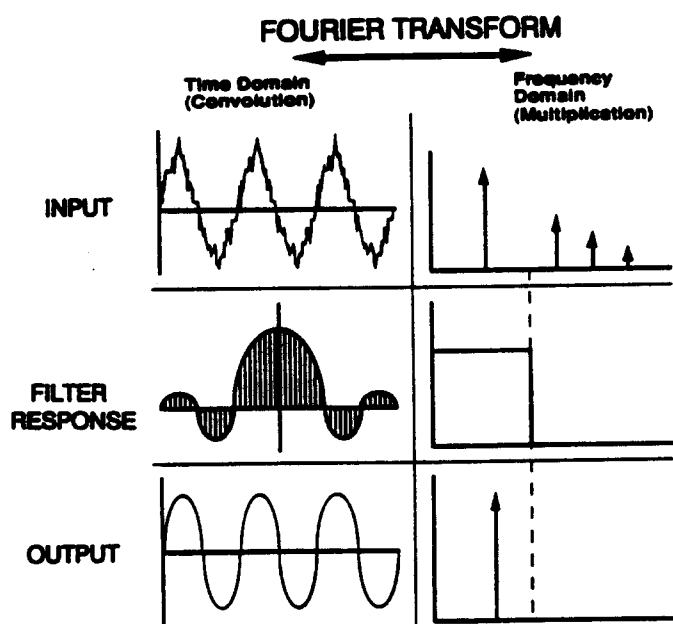 FOURIER TRANSFORM
Time Domain
(Convolution)
Frequency
Domain
(Multiplication)
INPUT
FILTER
RESPONSE
OUTPUT